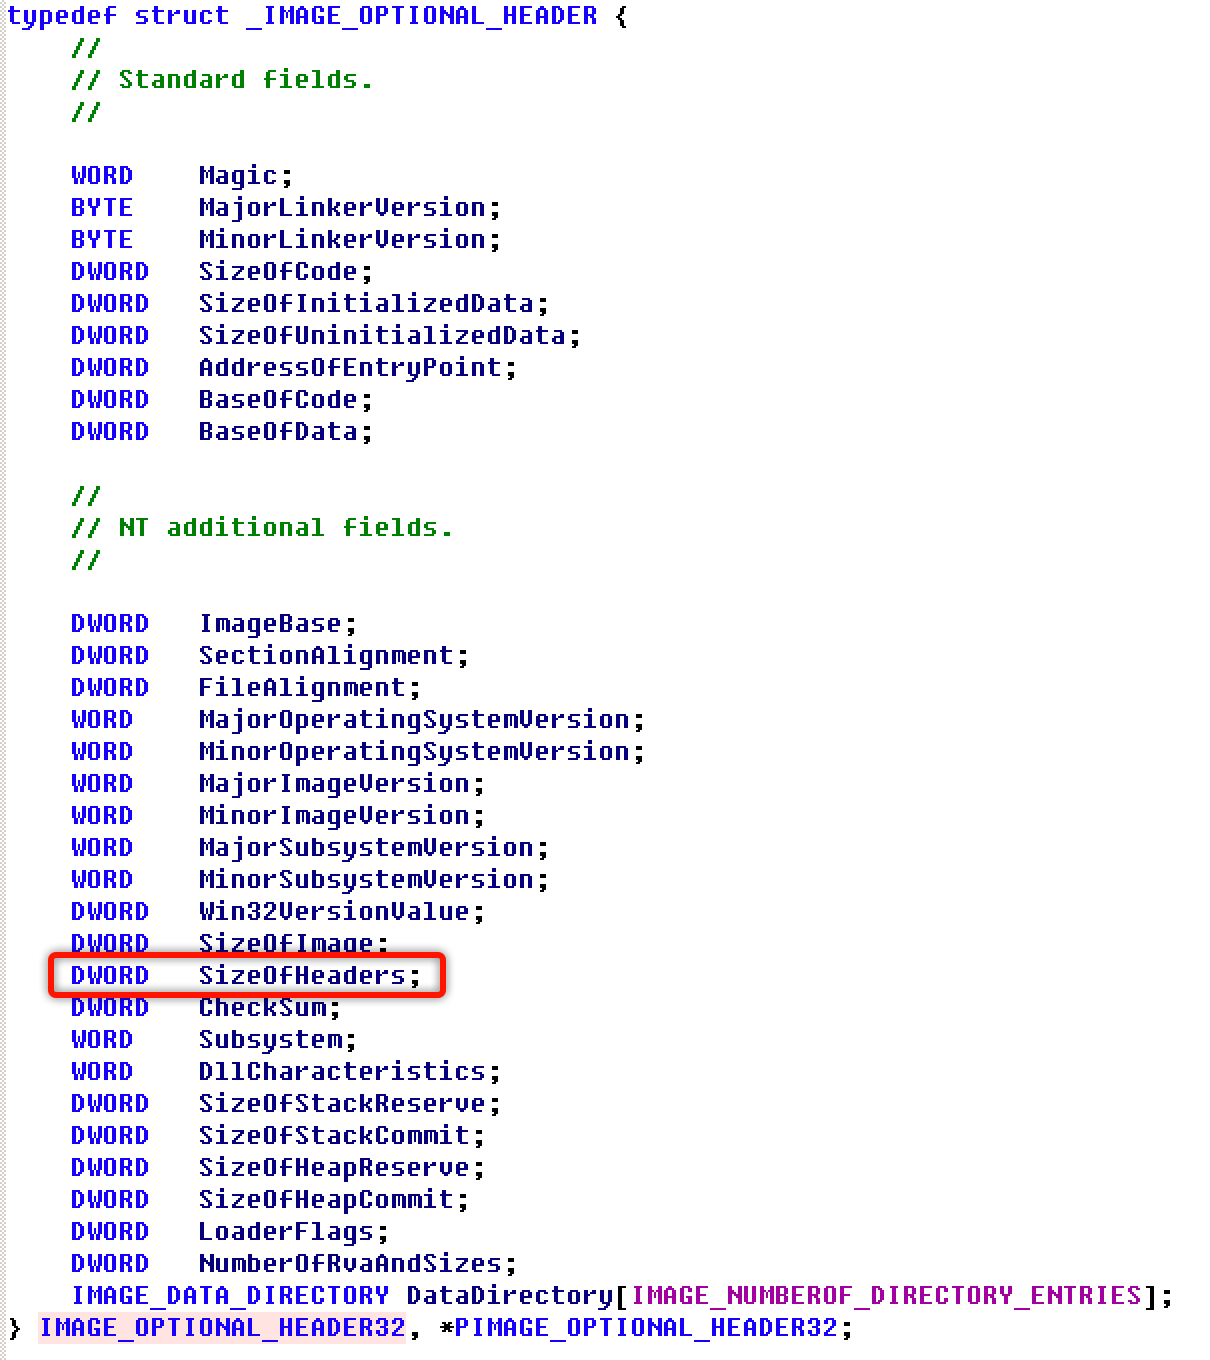 typedef struct _IMAGE_OPTIONAL_HEADER {
//
// Standard fields.
//
WORD Magic;
BYTE MajorLinkerVersion;
BYTE MinorLinkerVersion;
DWORD SizeOfCode;
DWORD SizeOfInitializedData;
DWORD SizeOfUninitializedData;
DWORD AddressOfEntryPoint;
DWORD BaseOfCode;
DWORD BaseOfData;
//
// NT additional fields.
//
DWORD ImageBase;
DWORD SectionAlignment;
DWORD FileAlignment;
WORD MajorOperatingSystemVersion;
WORD MinorOperatingSystemVersion;
WORD MajorImageVersion;
WORD MinorImageVersion;
WORD MajorSubsystemVersion;
WORD MinorSubsystemVersion;
DWORD Win32VersionValue;
DWORD SizeOfImage;
DWORD SizeOfHeaders;
DWORD CheckSum;
WORD Subsystem;
WORD DllCharacteristics;
DWORD SizeOfStackReserve;
DWORD SizeOfStackCommit;
DWORD SizeOfHeapReserve;
DWORD SizeOfHeapCommit;
DWORD LoaderFlags;
DWORD NumberOfRvaAndSizes;
IMAGE_DATA_DIRECTORY DataDirectory[IMAGE_NUMBEROF_DIRECTORY_ENTRIES];
} IMAGE_OPTIONAL_HEADER32, *PIMAGE_OPTIONAL_HEADER32;